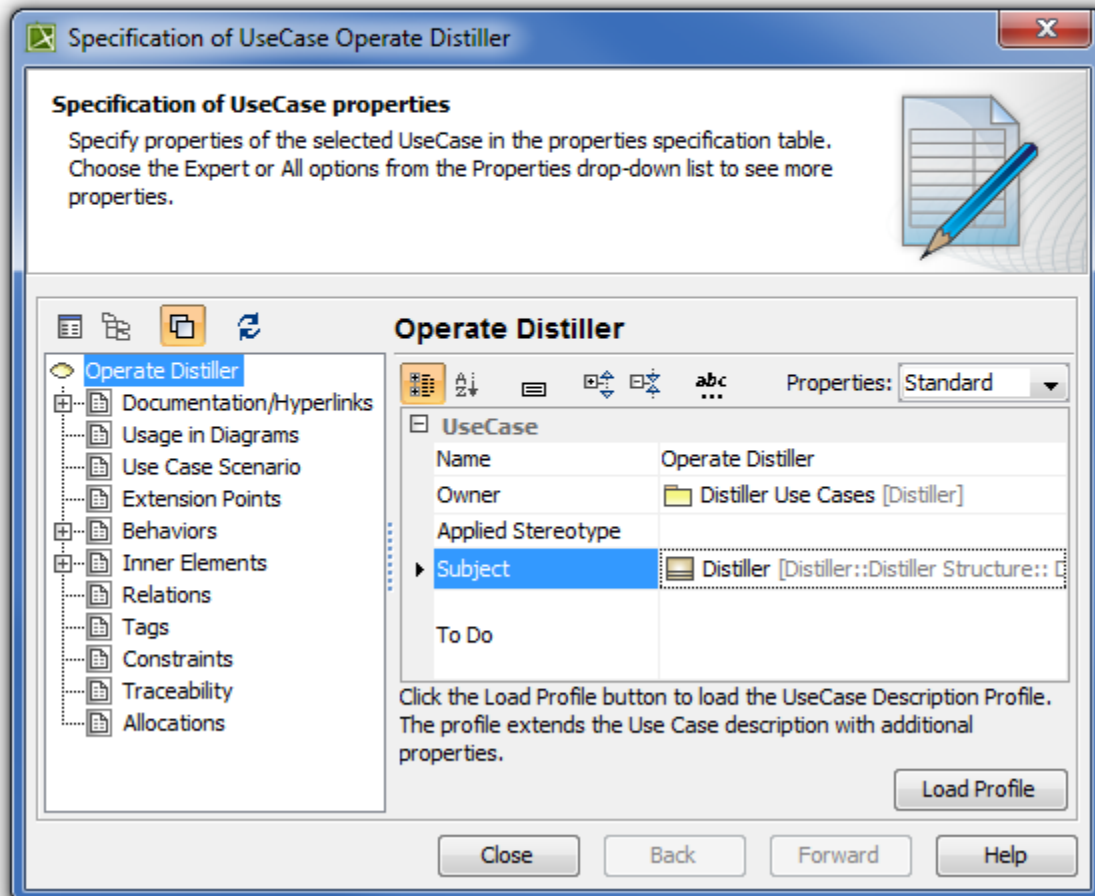 Specification of UseCase Operate Distiller
Specification of UseCase properties
Specify properties of the selected UseCase in the properties specification table.
Choose the Expert or All options from the Properties drop-down list to see more
properties.
Operate Distiller
Documentation/Hyperlinks
Usage in Diagrams
Use Case Scenario
Extension Points
Behaviors
Inner Elements
Relations
Tags
Constraints
Traceability
Allocations
Operate Distiller
abc
... Properties: Standard
UseCase
Name Operate Distiller
Owner Distiller Use Cases [Distiller]
Applied Stereotype
Subject Distiller [Distiller::Distiller Structure:: D
To Do
Click the Load Profile button to load the UseCase Description Profile.
The profile extends the Use Case description with additional
properties.
Load Profile
Close Back Forward Help